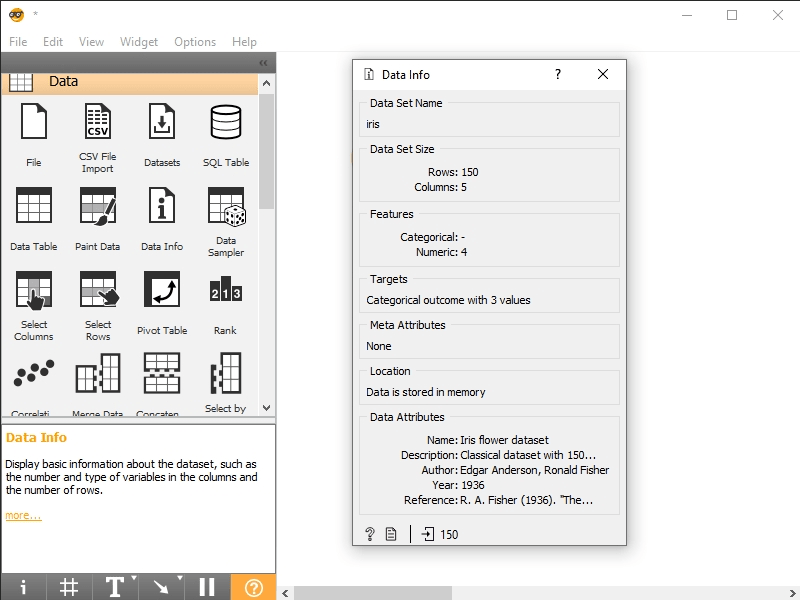 *
File Edit View Widget Options Help
Data
CSV
File
CSV File
Import
Datasets
SQL Table
Data Table
Paint Data
Data Info
Data
Sampler
2 1 3
Select
Columns
Select
Rows
Pivot Table
Rank
Correlati
Merge Data
Concaten
Select by
Data Info
Display basic information about the dataset, such as
the number and type of variables in the columns and
the number of rows.
more...
i # T ?
Data Info ?
Data Set Name
iris
Data Set Size
Rows: 150
Columns: 5
Features
Categorical: -
Numeric: 4
Targets
Categorical outcome with 3 values
Meta Attributes
None
Location
Data is stored in memory
Data Attributes
Name: Iris flower dataset
Description: Classical dataset with 150...
Author: Edgar Anderson, Ronald Fisher
Year: 1936
Reference: R. A. Fisher (1936). "The...
? 150